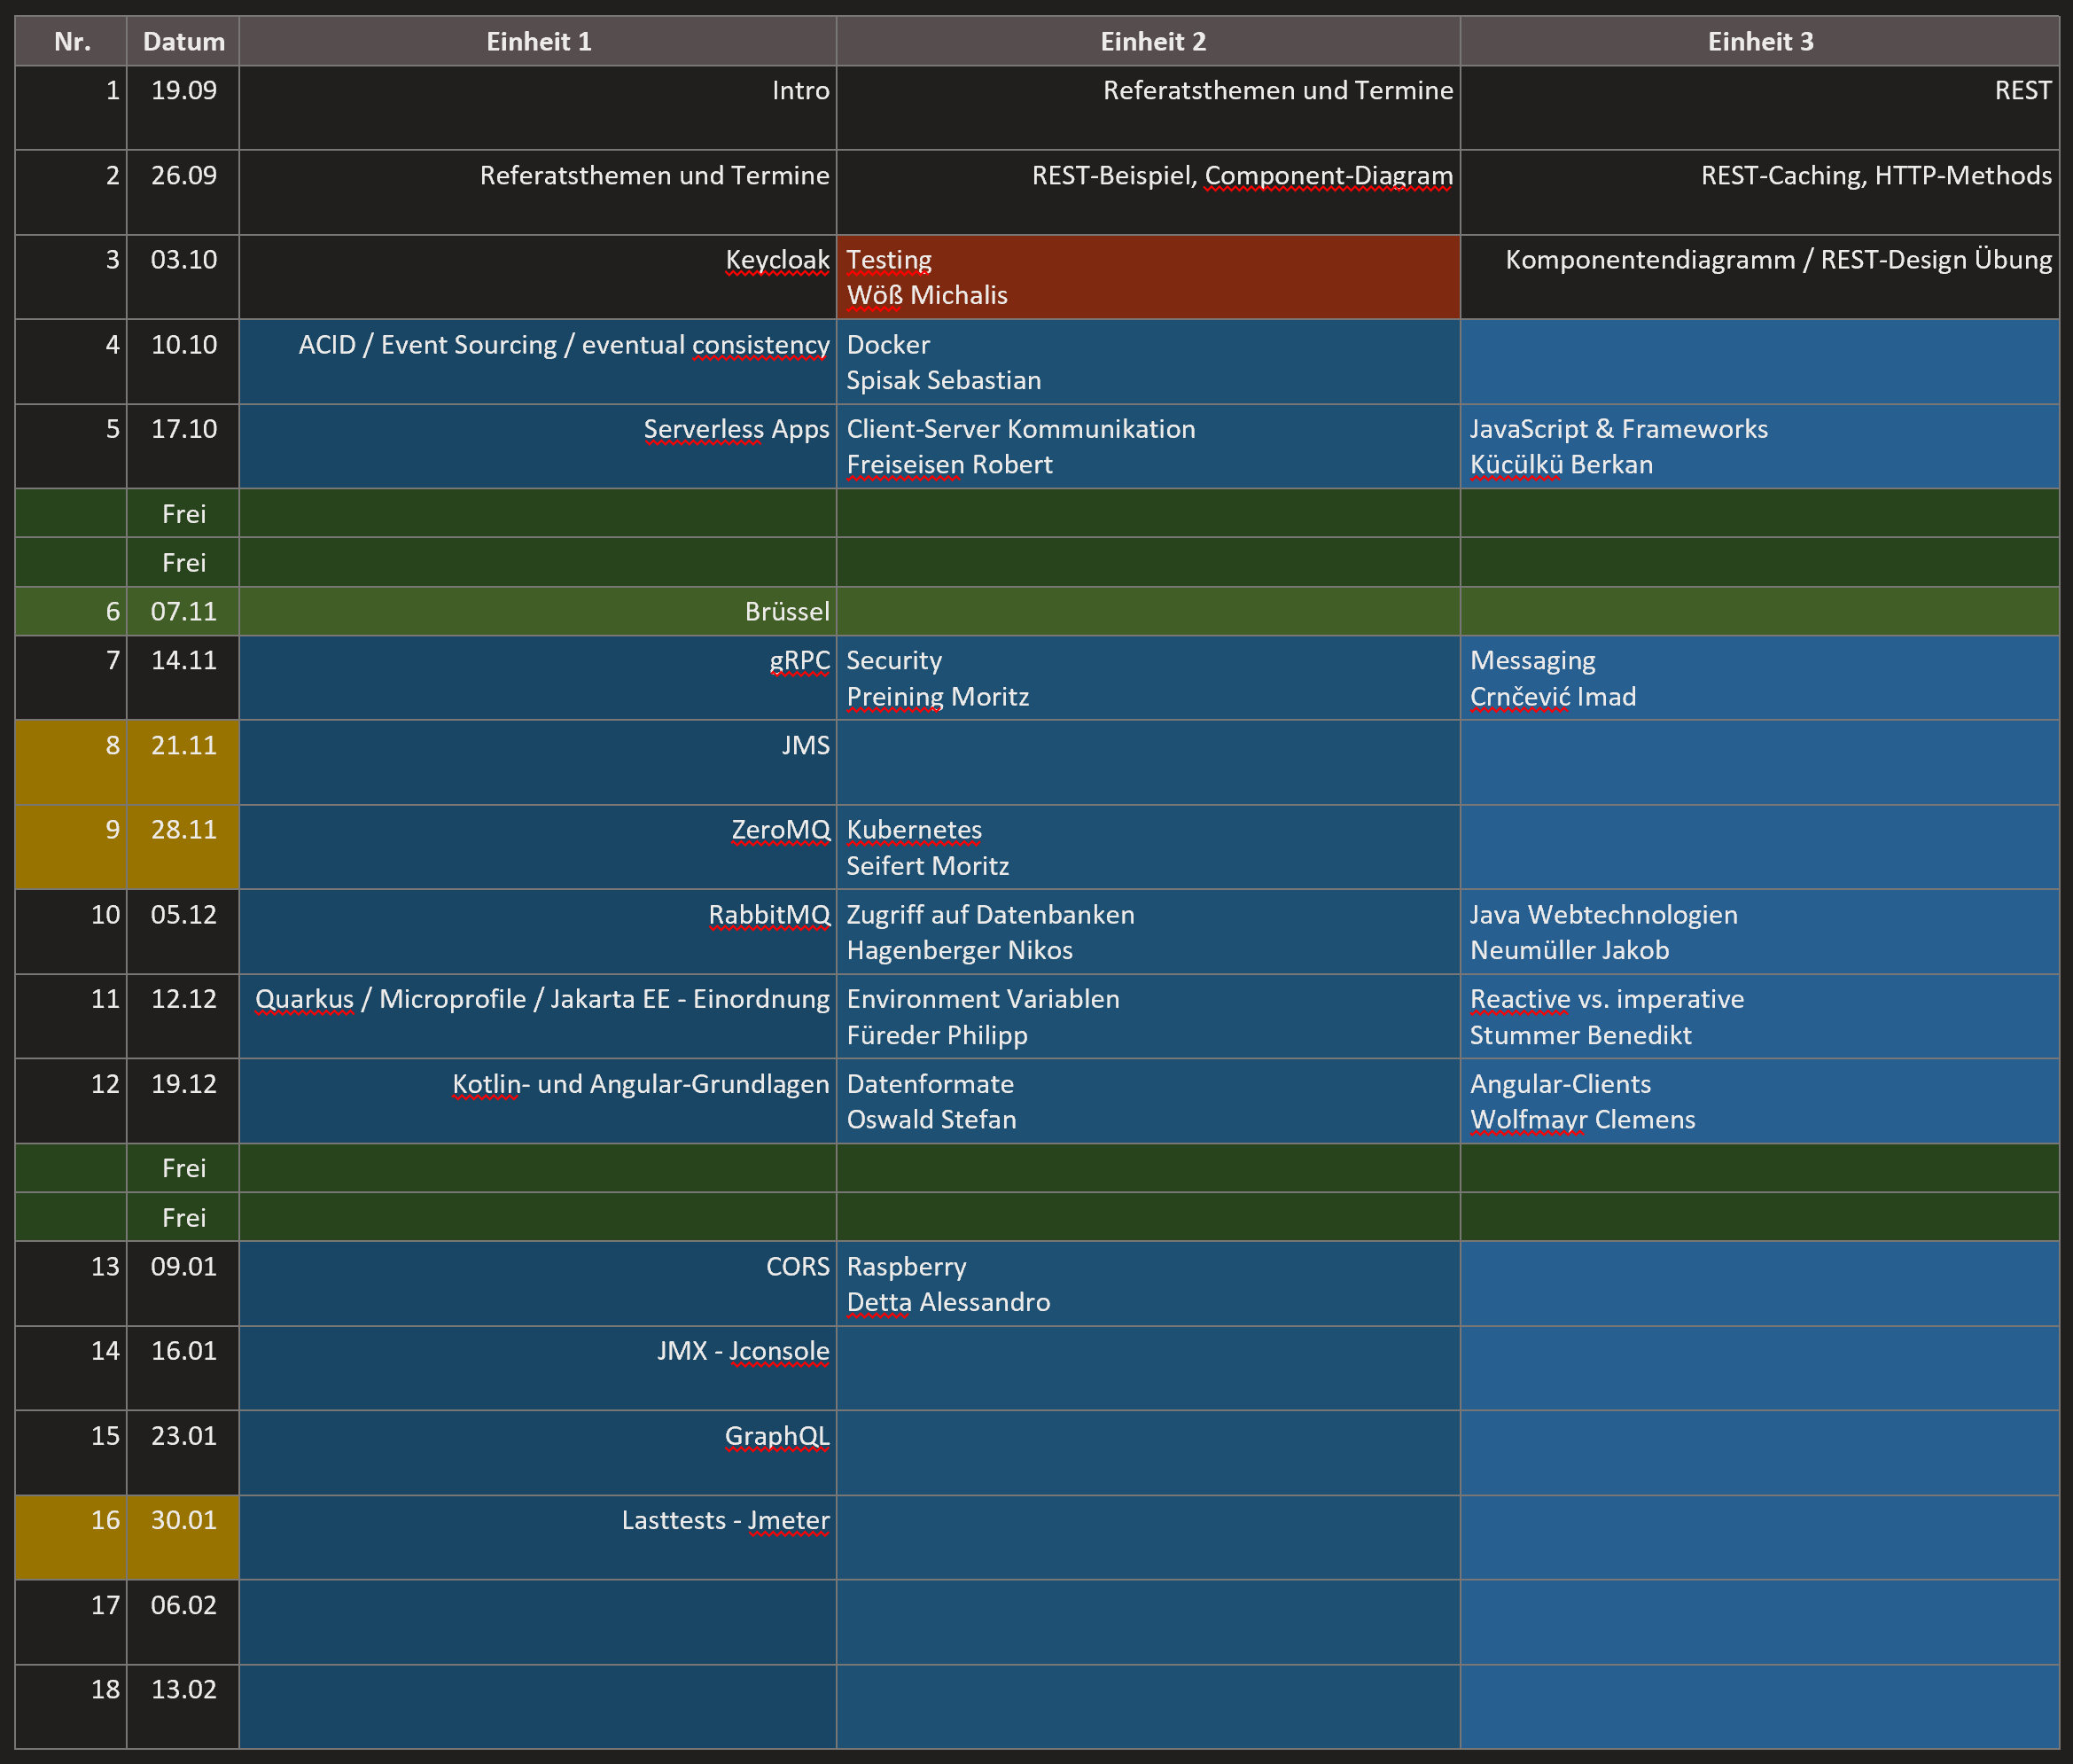 Nr. Datum Einheit 1 Einheit 2 Einheit 3
1 19.09 Intro Referatsthemen und Termine REST
2 26.09 Referatsthemen und Termine REST-Beispiel, Component-Diagram REST-Caching, HTTP-Methods
3 03.10 Keycloak Testing Komponentendiagramm / REST-Design Übung
Wöß Michalis
4 10.10 ACID / Event Sourcing / eventual consistency Docker
Spisak Sebastian
5 17.10 Serverless Apps Client-Server Kommunikation JavaScript & Frameworks
Freiseisen Robert Kücülkü Berkan
Frei
Frei
6 07.11 Brüssel
7 14.11 gRPC Security Messaging
Preining Moritz Crnčević Imad
8 21.11 JMS
9 28.11 ZeroMQ Kubernetes
Seifert Moritz
10 05.12 RabbitMQ Zugriff auf Datenbanken Java Webtechnologien
Hagenberger Nikos Neumüller Jakob
11 12.12 Quarkus / Microprofile / Jakarta EE - Einordnung Environment Variablen Reactive vs. imperative
Füreder Philipp Stummer Benedikt
12 19.12 Kotlin- und Angular-Grundlagen Datenformate Angular-Clients
Oswald Stefan Wolfmayr Clemens
Frei
Frei
13 09.01 CORS Raspberry
Detta Alessandro
14 16.01 JMX - Jconsole
15 23.01 GraphQL
16 30.01 Lasttests - Jmeter
17 06.02
18 13.02